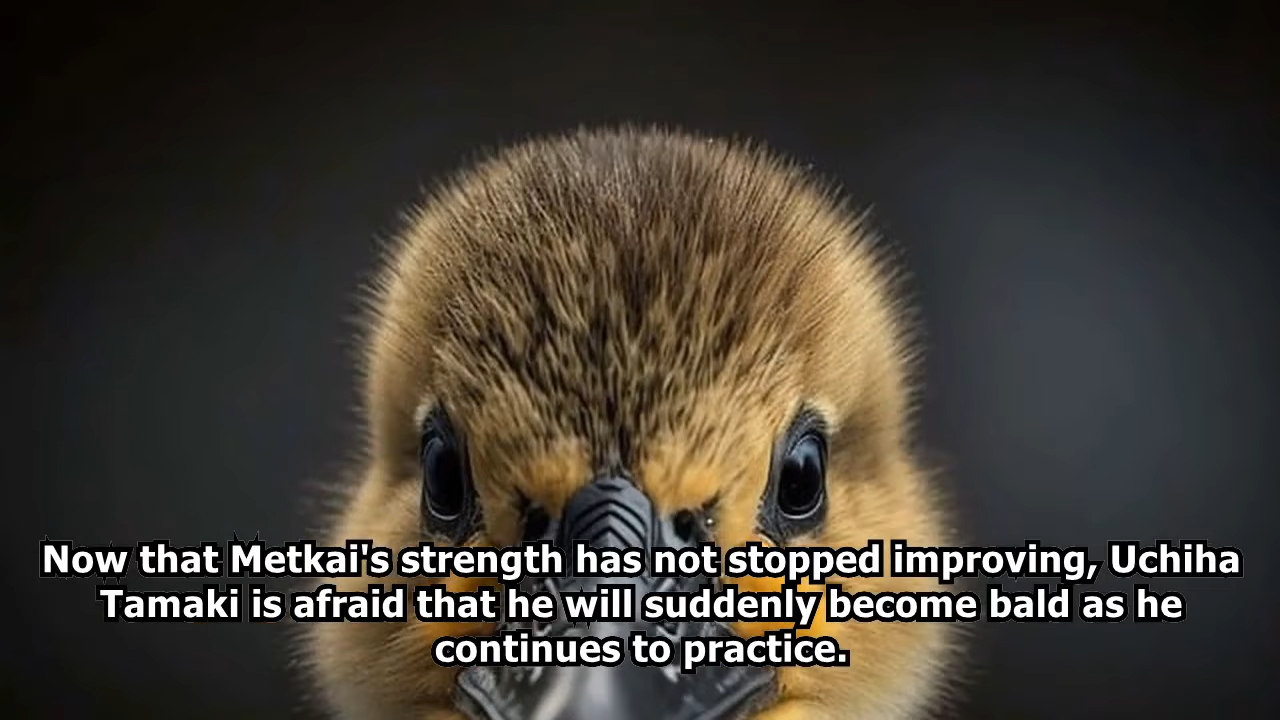 Now that Metkai's strength has not stopped improving, Uchiha
Tamaki is afraid that he will suddenly become bald as he
continues to practice.